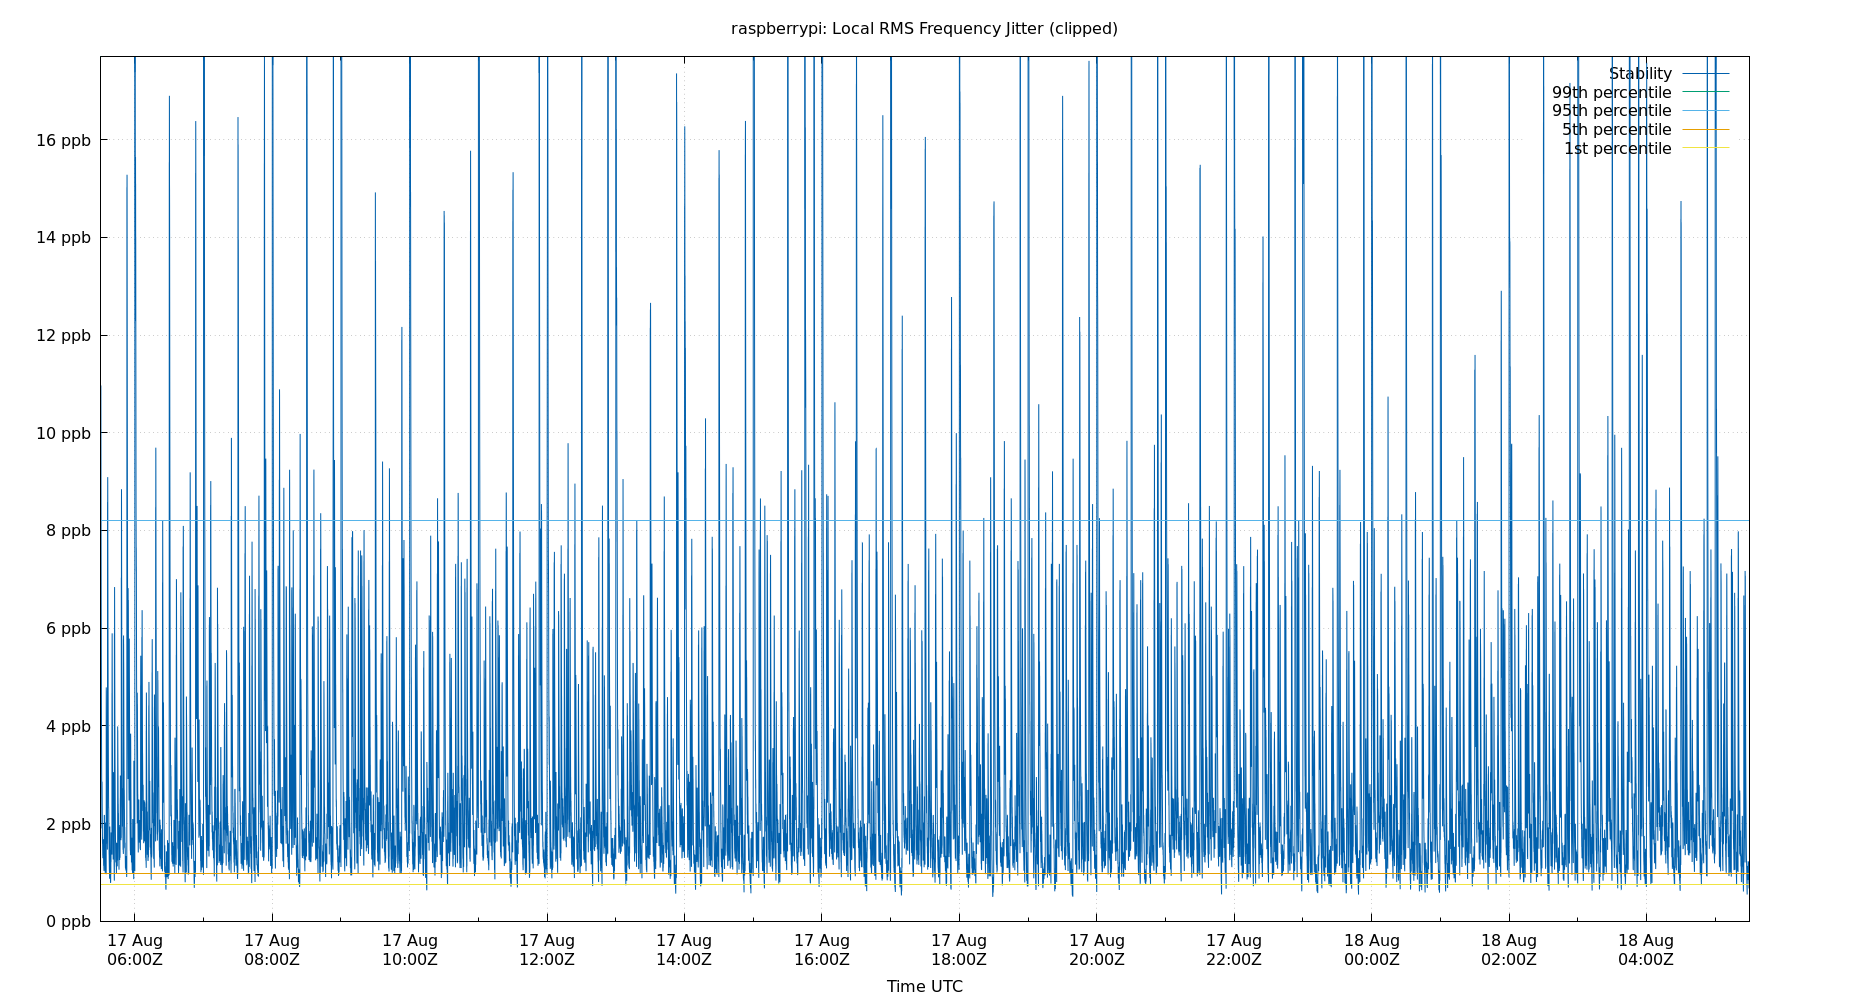 raspberrypi: Local RMS Frequency Jitter (clipped)
Stability
99th percentile
95th percentile
5th percentile
1st percentile
16 ppb
14 ppb
12 ppb
10 ppb
8 ppb
6 ppb
4 ppb
2 ppb
0 ppb
17 Aug 17 Aug 17 Aug 17 Aug 17 Aug 17 Aug 17 Aug 17 Aug 17 Aug 18 Aug 18 Aug 18 Aug
06:00Z 08:00Z 10:00Z 12:00Z 14:00Z 16:00Z 18:00Z 20:00Z 22:00Z 00:00Z 02:00Z 04:00Z
Time UTC